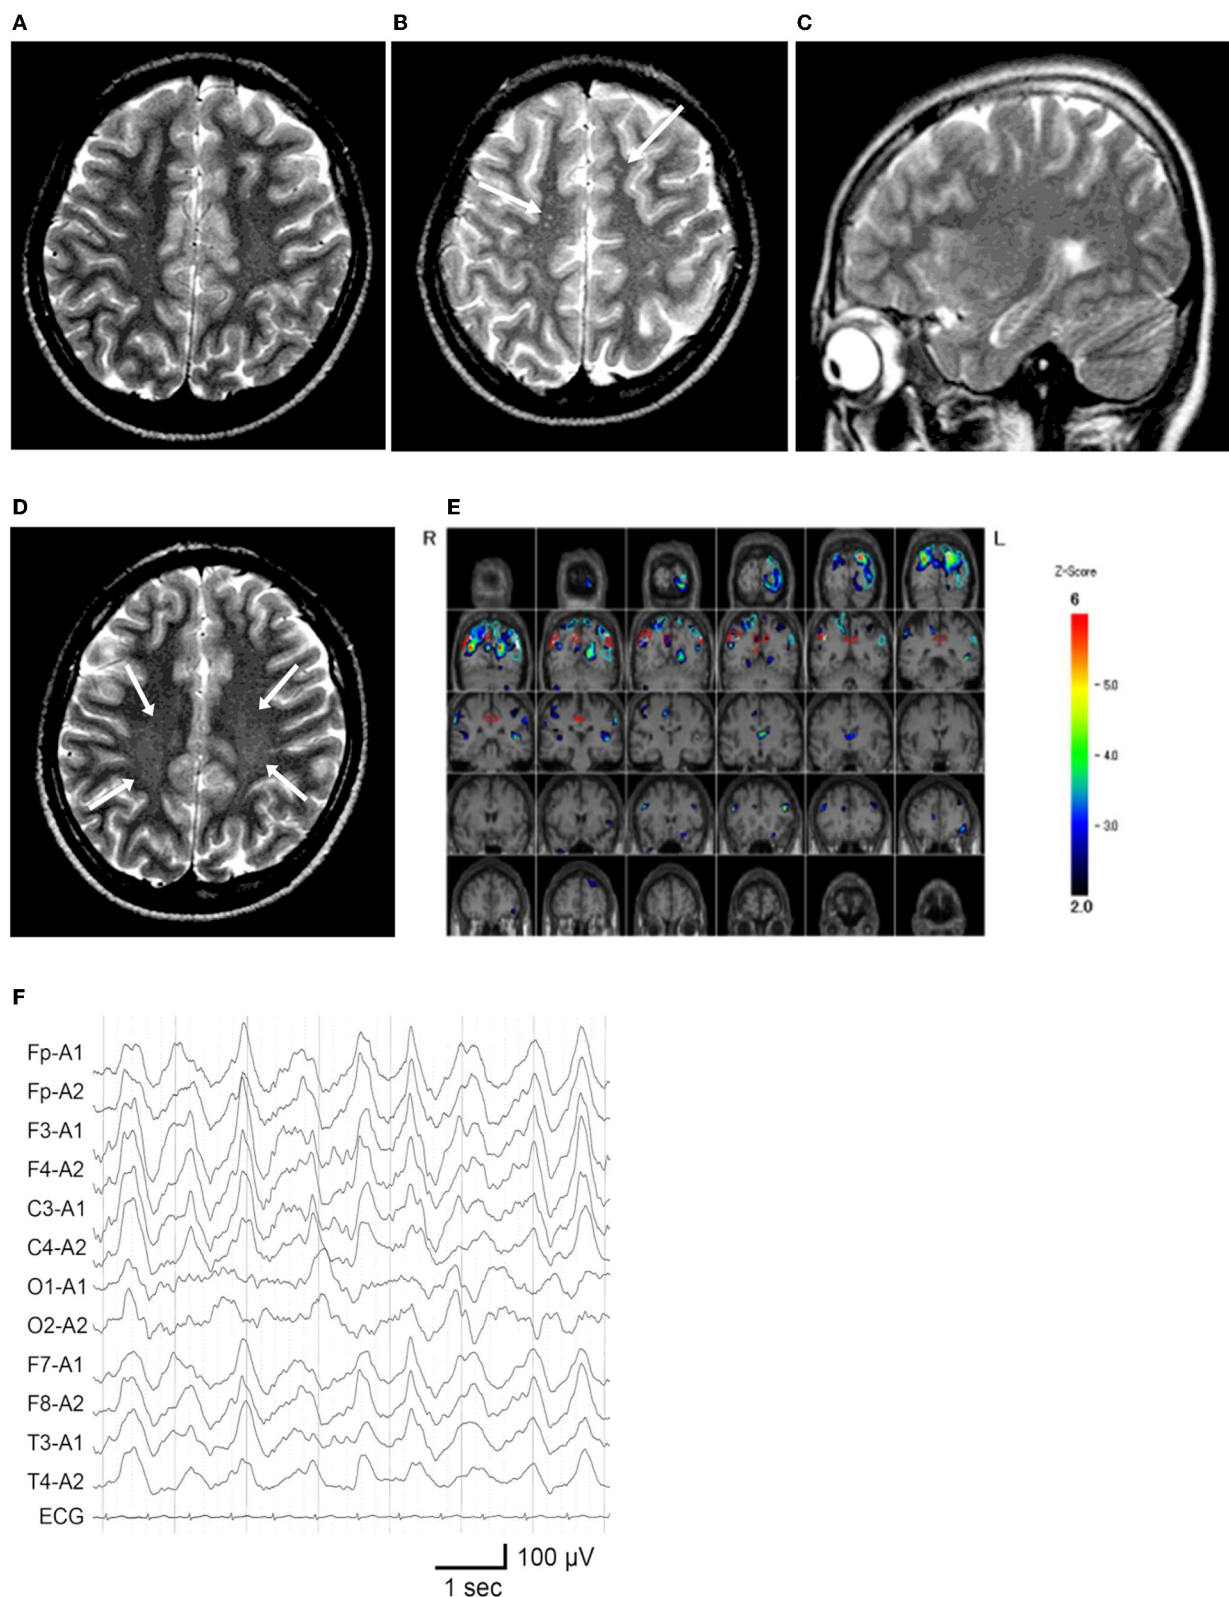 A
B
C
D
E
R
L
Z-Score
6
5.0
4.0
3.0
2.0
F
Fp-A1
Fp-A2
F3-A1
F4-A2
C3-A1
C4-A2
O1-A1
O2-A2
F7-A1
F8-A2
T3-A1
T4-A2
ECG
100 µV
1 sec